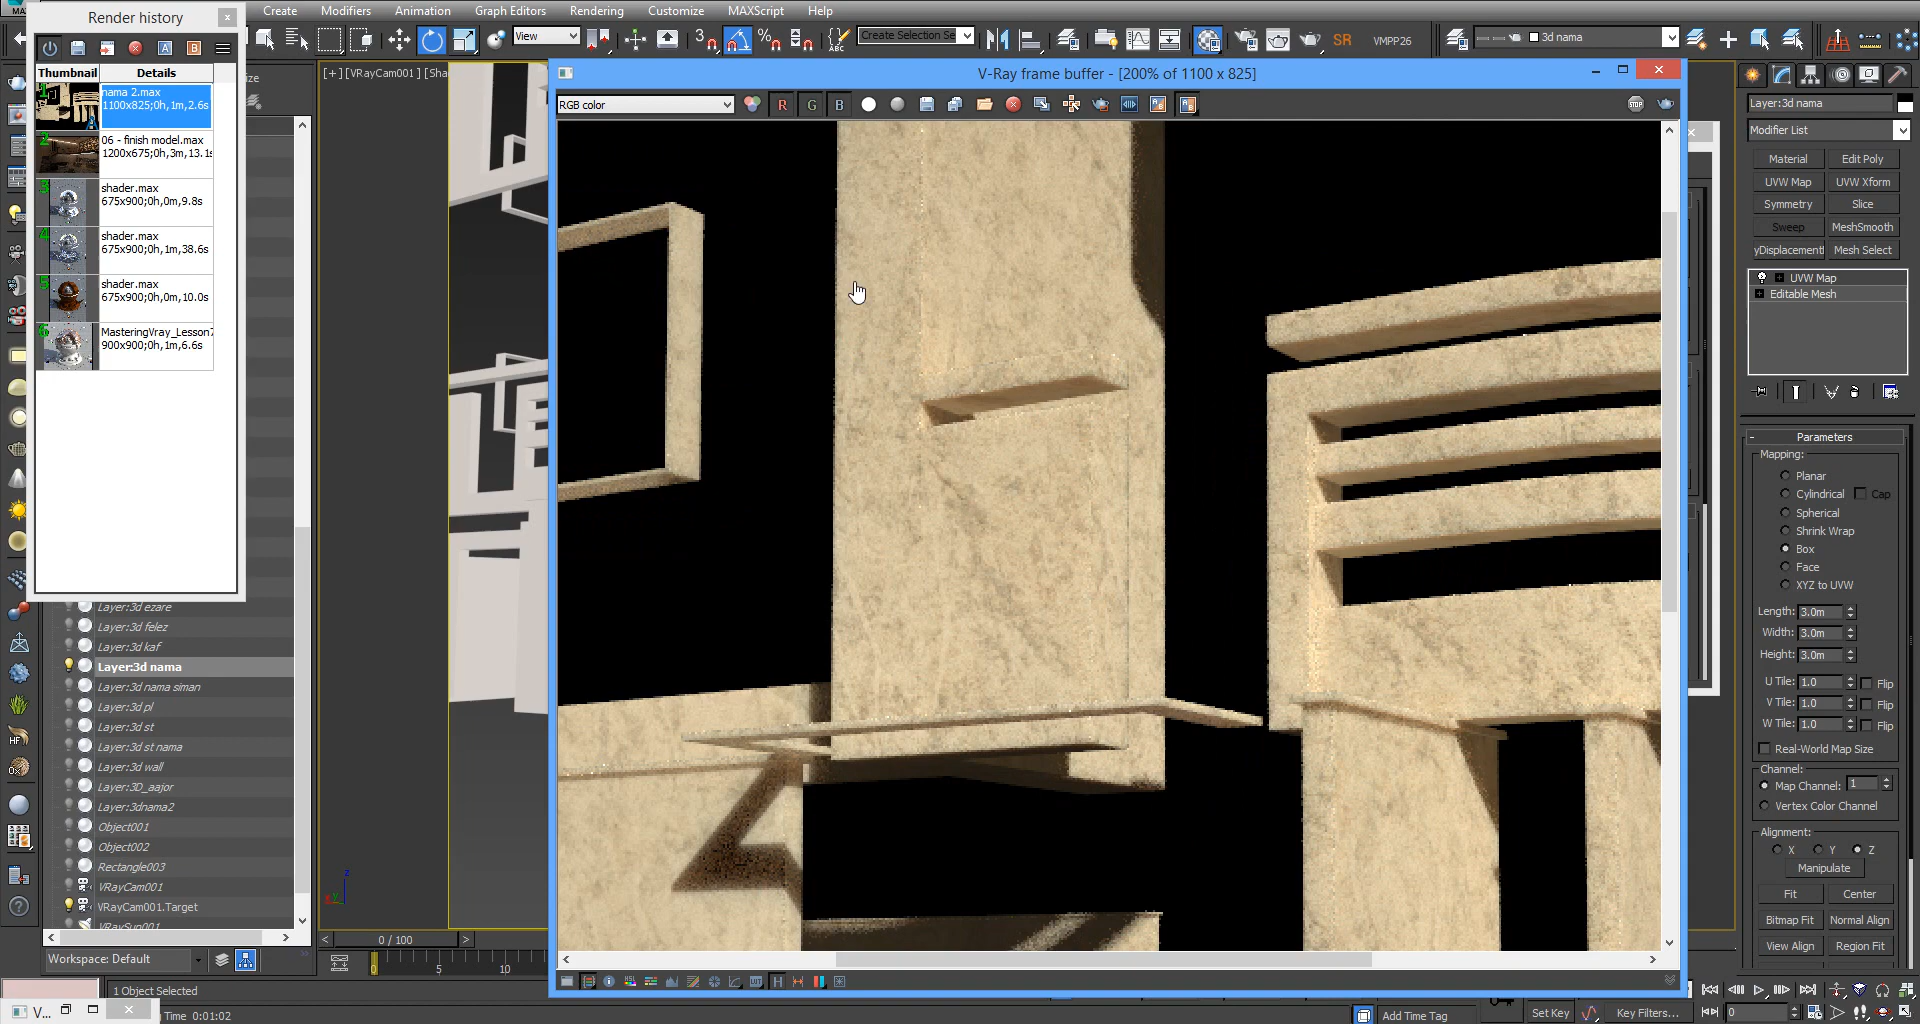 Create
Modifiers
Animation
Graph Editors
Rendering
Customize
MAXScript
Help
Render history
View
Create Selection Se
SR
VMPP26
3d nama
[+][VRayCam001 ] [Sha
V-Ray frame buffer - [200% of 1100 x 825]
Thumbnail
Details
1
nama 2.max
1100x825;0h,1m,2.6s
2
06 - finish model.max
1200x675;0h,3m,13.1s
3
shader.max
675x900;0h,0m,9.8s
4
shader.max
675x900;0h,1m,38.6s
5
shader.max
675x900;0h,0m,10.0s
6
MasteringVray_Lesson7
900x900;0h,1m,6.6s
RGB color
R
G
B
STOP
Layer:3d nama
Modifier List
Material
Edit Poly
UVW Map
UVW Xform
Symmetry
Slice
Sweep
MeshSmooth
yDisplacement
Mesh Select
UVW Map
Editable Mesh
Parameters
Mapping:
Planar
Cylindrical
Cap
Spherical
Shrink Wrap
Box
Face
XYZ to UVW
Length: 3.0m
Width: 3.0m
Height: 3.0m
U Tile: 1.0
Flip
V Tile: 1.0
Flip
W Tile: 1.0
Flip
Real-World Map Size
Channel:
Map Channel: 1
Vertex Color Channel
Alignment:
X
Y
Z
Manipulate
Fit
Center
Bitmap Fit
Normal Align
View Align
Region Fit
Layer:3d ezare
Layer:3d felez
Layer:3d kaf
Layer:3d nama
Layer:3d nama siman
Layer:3d pl
Layer:3d st
Layer:3d st nama
Layer:3d wall
Layer:3D_aajor
Layer:3dnama2
Object001
Object002
Rectangle003
VRayCam001
VRayCam001.Target
VRaySun001
Workspace: Default
0 / 100
0
5
10
1 Object Selected
V...
Time 0:01:02
Add Time Tag
Set Key
Key Filters...
0